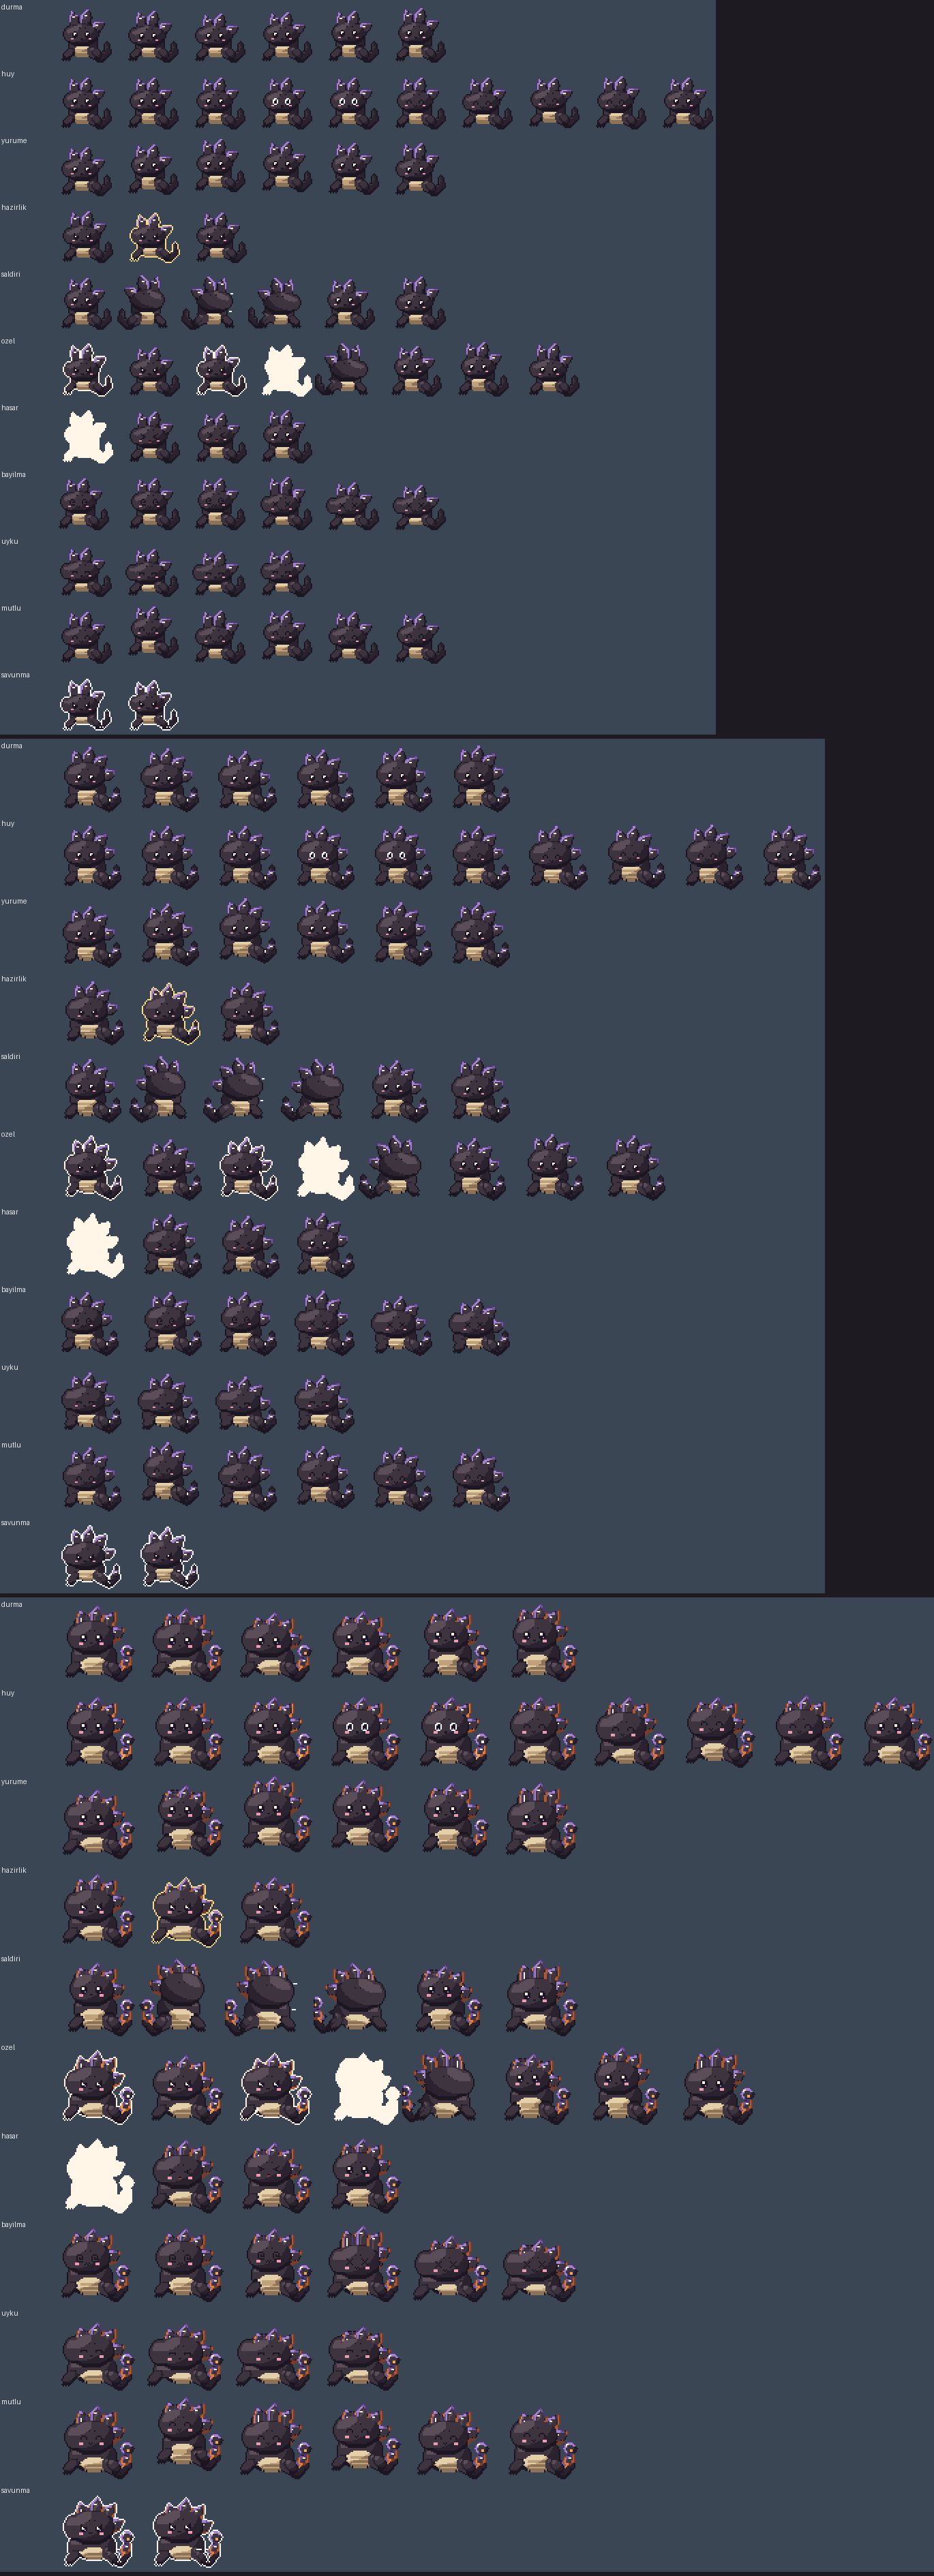 durma
huy
yurume
hazirlik
saldiri
ozel
hasar
bayilma
uyku
mutlu
savunma
durma
huy
yurume
hazirlik
saldiri
ozel
hasar
bayilma
uyku
mutlu
savunma
durma
huy
yurume
hazirlik
saldiri
ozel
hasar
bayilma
uyku
mutlu
savunma